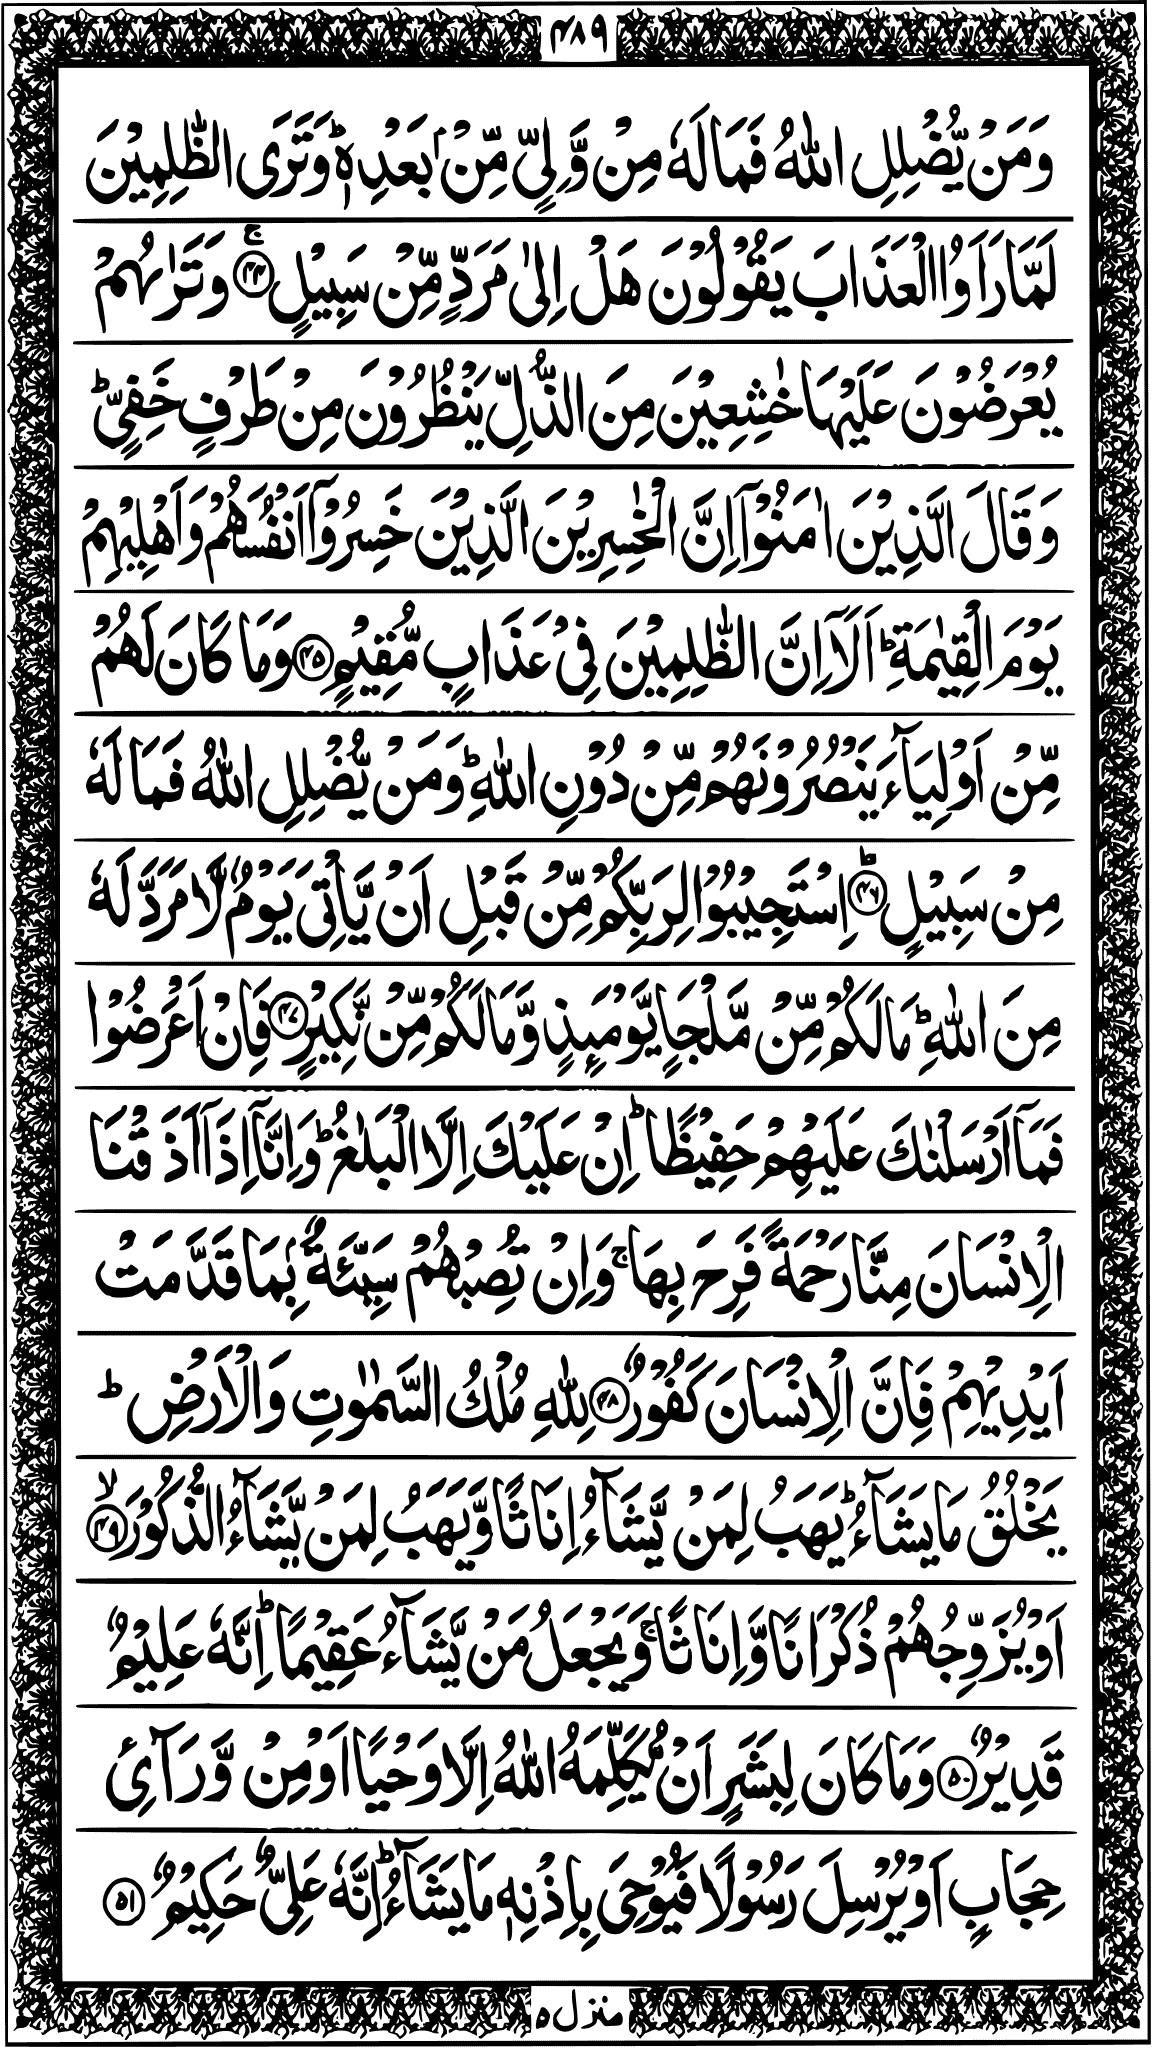 ۴۸۹
وَمَنْ يُّضْلِلِ اللّٰهُ فَمَا لَهٗ مِنْ وَّلِيٍّ مِّنْۢ بَعْدِهٖ ؕ وَتَرَى الظّٰلِمِيْنَ
لَمَّا رَاَوُا الْعَذَابَ يَقُوْلُوْنَ هَلْ اِلٰى مَرَدٍّ مِّنْ سَبِيْلٍ ۚ ﴿۴۴﴾ وَتَرٰىهُمْ
يُعْرَضُوْنَ عَلَيْهَا خٰشِعِيْنَ مِنَ الذُّلِّ يَنْظُرُوْنَ مِنْ طَرْفٍ خَفِيٍّ ؕ
وَقَالَ الَّذِيْنَ اٰمَنُوْۤا اِنَّ الْخٰسِرِيْنَ الَّذِيْنَ خَسِرُوْۤا اَنْفُسَهُمْ وَاَهْلِيْهِمْ
يَوْمَ الْقِيٰمَةِ ؕ اَلَاۤ اِنَّ الظّٰلِمِيْنَ فِيْ عَذَابٍ مُّقِيْمٍ ﴿۴۵﴾ وَمَا كَانَ لَهُمْ
مِّنْ اَوْلِيَآءَ يَنْصُرُوْنَهُمْ مِّنْ دُوْنِ اللّٰهِ ؕ وَمَنْ يُّضْلِلِ اللّٰهُ فَمَا لَهٗ
مِنْ سَبِيْلٍ ؕ ﴿۴۶﴾ اِسْتَجِيْبُوْا لِرَبِّكُمْ مِّنْ قَبْلِ اَنْ يَّاْتِيَ يَوْمٌ لَّا مَرَدَّ لَهٗ
مِنَ اللّٰهِ ؕ مَا لَكُمْ مِّنْ مَّلْجَاٍ يَّوْمَىِٕذٍ وَّمَا لَكُمْ مِّنْ نَّكِيْرٍ ﴿۴۷﴾ فَاِنْ اَعْرَضُوْا
فَمَاۤ اَرْسَلْنٰكَ عَلَيْهِمْ حَفِيْظًا ؕ اِنْ عَلَيْكَ اِلَّا الْبَلٰغُ ؕ وَاِنَّاۤ اِذَاۤ اَذَقْنَا
الْاِنْسَانَ مِنَّا رَحْمَةً فَرِحَ بِهَا ۚ وَاِنْ تُصِبْهُمْ سَيِّئَةٌۢ بِمَا قَدَّمَتْ
اَيْدِيْهِمْ فَاِنَّ الْاِنْسَانَ كَفُوْرٌ ﴿۴۸﴾ لِلّٰهِ مُلْكُ السَّمٰوٰتِ وَالْاَرْضِ ؕ
يَخْلُقُ مَا يَشَآءُ ؕ يَهَبُ لِمَنْ يَّشَآءُ اِنَاثًا وَّيَهَبُ لِمَنْ يَّشَآءُ الذُّكُوْرَ ۙ ﴿۴۹﴾
اَوْ يُزَوِّجُهُمْ ذُكْرَانًا وَّاِنَاثًا ۚ وَيَجْعَلُ مَنْ يَّشَآءُ عَقِيْمًا ؕ اِنَّهٗ عَلِيْمٌ
قَدِيْرٌ ﴿۵۰﴾ وَمَا كَانَ لِبَشَرٍ اَنْ يُّكَلِّمَهُ اللّٰهُ اِلَّا وَحْيًا اَوْ مِنْ وَّرَآئِ
حِجَابٍ اَوْ يُرْسِلَ رَسُوْلًا فَيُوْحِيَ بِاِذْنِهٖ مَا يَشَآءُ ؕ اِنَّهٗ عَلِيٌّ حَكِيْمٌ ﴿۵۱﴾
منزل ۵